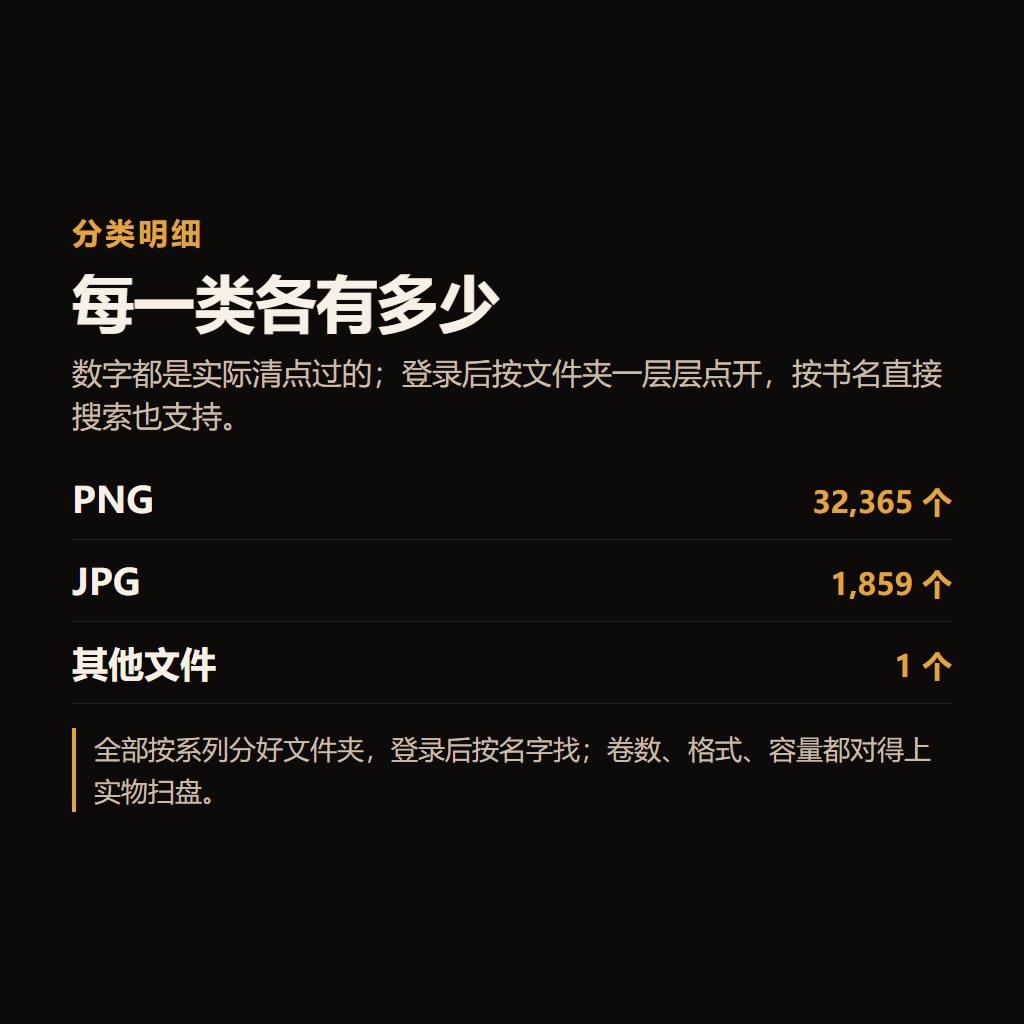 分类明细
每一类各有多少
数字都是实际清点过的；登录后按文件夹一层层点开，按书名直接
搜索也支持。
PNG 32,365 个
JPG 1,859 个
其他文件 1 个
全部按系列分好文件夹，登录后按名字找；卷数、格式、容量都对得上
实物扫盘。